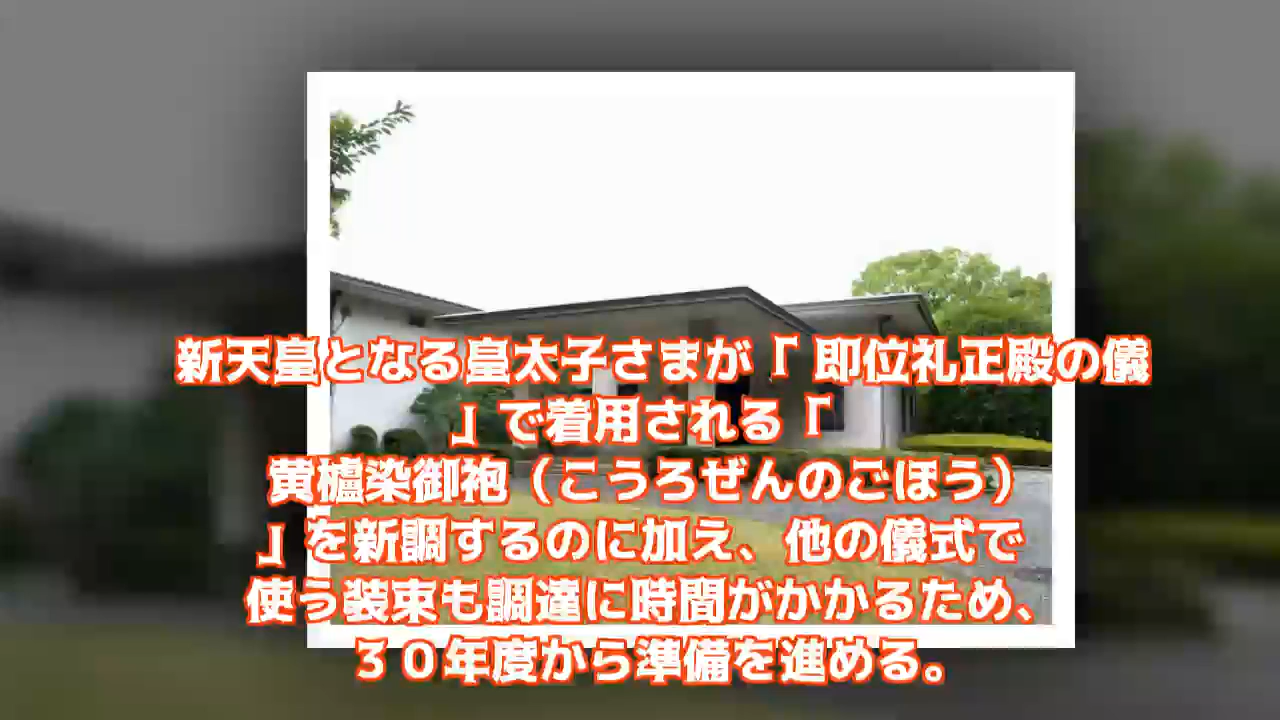 新天皇となる皇太子さまが「 即位礼正殿の儀
」で着用される「
黄櫨染御袍（こうろぜんのごほう）
」を新調するのに加え、他の儀式で
使う装束も調達に時間がかかるため、
３０年度から準備を進める。